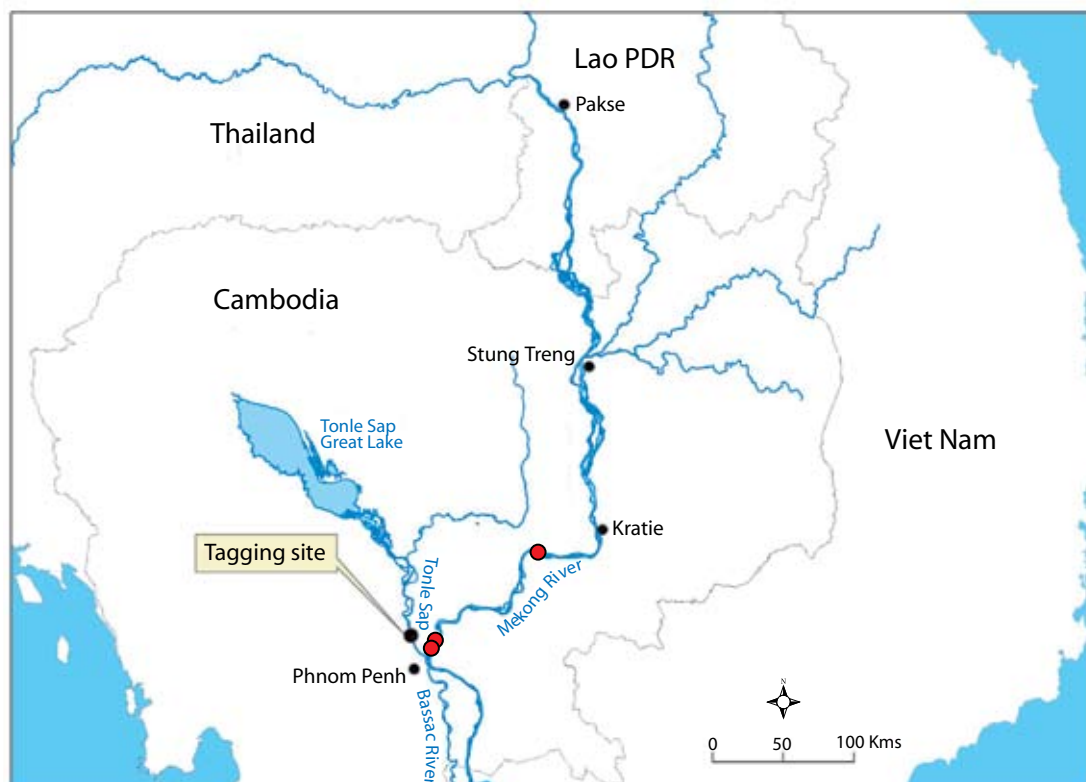 Lao PDR
Pakse
Thailand
Cambodia
Stung Treng
Tonle Sap
Great Lake
Viet Nam
Kratie
Tagging site
Tonle Sap
Mekong River
Phnom Penh
Bassac River
N
0 50 100 Kms